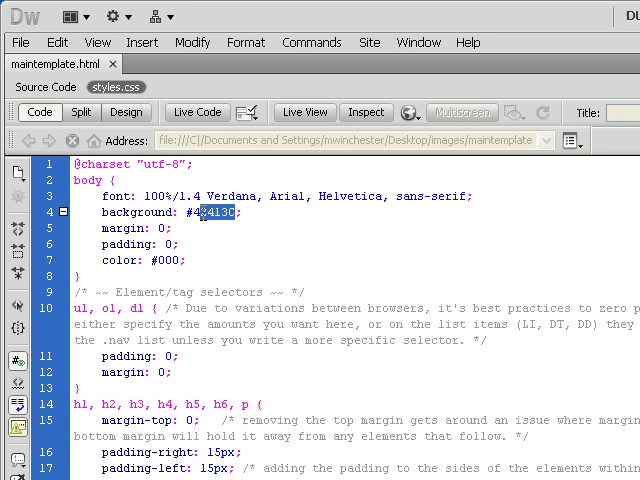 Dw
DU
File Edit View Insert Modify Format Commands Site Window Help
maintemplate.html ×
Source Code styles.css
Code Split Design Live Code Live View Inspect Multiscreen Title:
Address: file:///C|/Documents and Settings/mwinchester/Desktop/images/maintemplate
1 @charset "utf-8";
2 body {
3 font: 100%/1.4 Verdana, Arial, Helvetica, sans-serif;
4 background: #42413C;
5 margin: 0;
6 padding: 0;
7 color: #000;
8 }
9 /* ~~ Element/tag selectors ~~ */
10 ul, ol, dl { /* Due to variations between browsers, it's best practices to zero p
either specify the amounts you want here, or on the list items (LI, DT, DD) they
the .nav list unless you write a more specific selector. */
11 padding: 0;
12 margin: 0;
13 }
14 h1, h2, h3, h4, h5, h6, p {
15 margin-top: 0; /* removing the top margin gets around an issue where margin
bottom margin will hold it away from any elements that follow. */
16 padding-right: 15px;
17 padding-left: 15px; /* adding the padding to the sides of the elements within